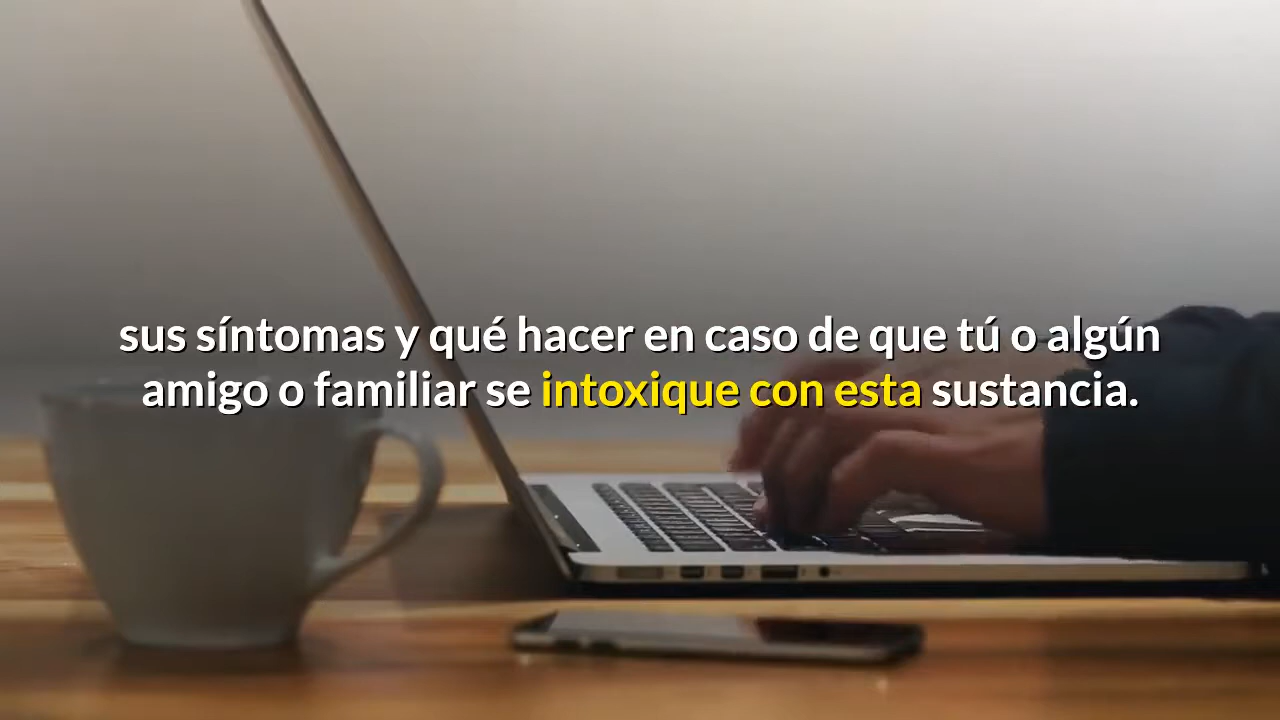 sus síntomas y qué hacer en caso de que tú o algún
amigo o familiar se intoxique con esta sustancia.